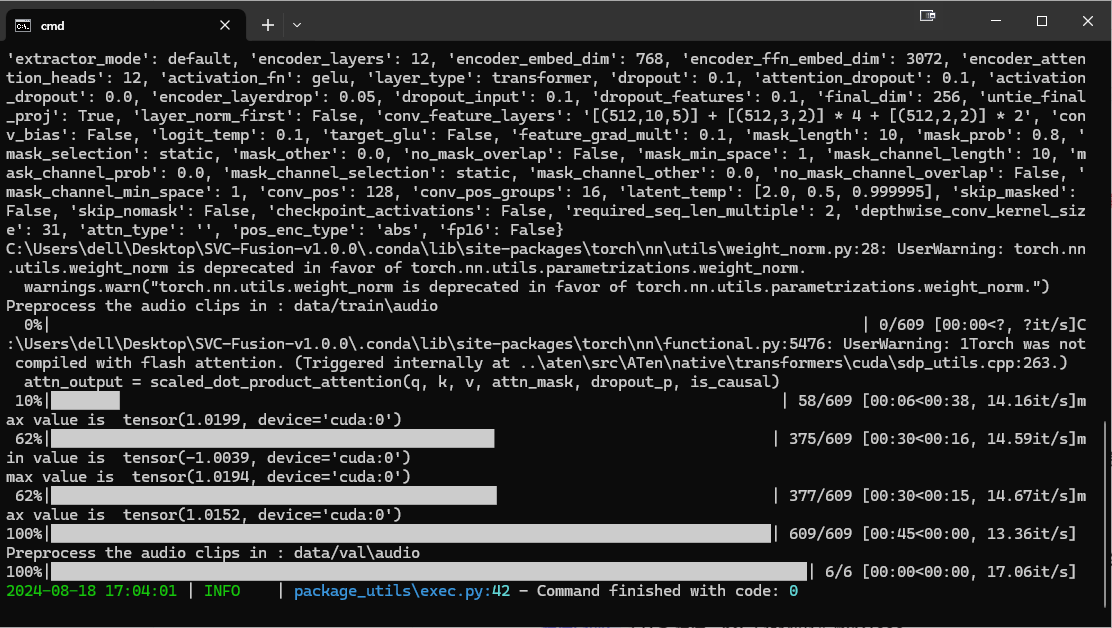 cmd
'extractor_mode': default, 'encoder_layers': 12, 'encoder_embed_dim': 768, 'encoder_ffn_embed_dim': 3072, 'encoder_atten
tion_heads': 12, 'activation_fn': gelu, 'layer_type': transformer, 'dropout': 0.1, 'attention_dropout': 0.1, 'activation
_dropout': 0.0, 'encoder_layerdrop': 0.05, 'dropout_input': 0.1, 'dropout_features': 0.1, 'final_dim': 256, 'untie_final
_proj': True, 'layer_norm_first': False, 'conv_feature_layers': '[(512,10,5)] + [(512,3,2)] * 4 + [(512,2,2)] * 2', 'con
v_bias': False, 'logit_temp': 0.1, 'target_glu': False, 'feature_grad_mult': 0.1, 'mask_length': 10, 'mask_prob': 0.8, '
mask_selection': static, 'mask_other': 0.0, 'no_mask_overlap': False, 'mask_min_space': 1, 'mask_channel_length': 10, 'm
ask_channel_prob': 0.0, 'mask_channel_selection': static, 'mask_channel_other': 0.0, 'no_mask_channel_overlap': False, '
mask_channel_min_space': 1, 'conv_pos': 128, 'conv_pos_groups': 16, 'latent_temp': [2.0, 0.5, 0.999995], 'skip_masked':
False, 'skip_nomask': False, 'checkpoint_activations': False, 'required_seq_len_multiple': 2, 'depthwise_conv_kernel_siz
e': 31, 'attn_type': '', 'pos_enc_type': 'abs', 'fp16': False}
C:\Users\dell\Desktop\SVC-Fusion-v1.0.0\.conda\lib\site-packages\torch\nn\utils\weight_norm.py:28: UserWarning: torch.nn
.utils.weight_norm is deprecated in favor of torch.nn.utils.parametrizations.weight_norm.
warnings.warn("torch.nn.utils.weight_norm is deprecated in favor of torch.nn.utils.parametrizations.weight_norm.")
Preprocess the audio clips in : data/train\audio
0%| | 0/609 [00:00<?, ?it/s]C
:\Users\dell\Desktop\SVC-Fusion-v1.0.0\.conda\lib\site-packages\torch\nn\functional.py:5476: UserWarning: 1Torch was not
compiled with flash attention. (Triggered internally at ..\aten\src\ATen\native\transformers\cuda\sdp_utils.cpp:263.)
attn_output = scaled_dot_product_attention(q, k, v, attn_mask, dropout_p, is_causal)
10%| | 58/609 [00:06<00:38, 14.16it/s]m
ax value is  tensor(1.0199, device='cuda:0')
62%| | 375/609 [00:30<00:16, 14.59it/s]m
in value is  tensor(-1.0039, device='cuda:0')
max value is  tensor(1.0194, device='cuda:0')
62%| | 377/609 [00:30<00:15, 14.67it/s]m
ax value is  tensor(1.0152, device='cuda:0')
100%| | 609/609 [00:45<00:00, 13.36it/s]
Preprocess the audio clips in : data/val\audio
100%| | 6/6 [00:00<00:00, 17.06it/s]
2024-08-18 17:04:01 | INFO | package_utils\exec.py:42 - Command finished with code: 0